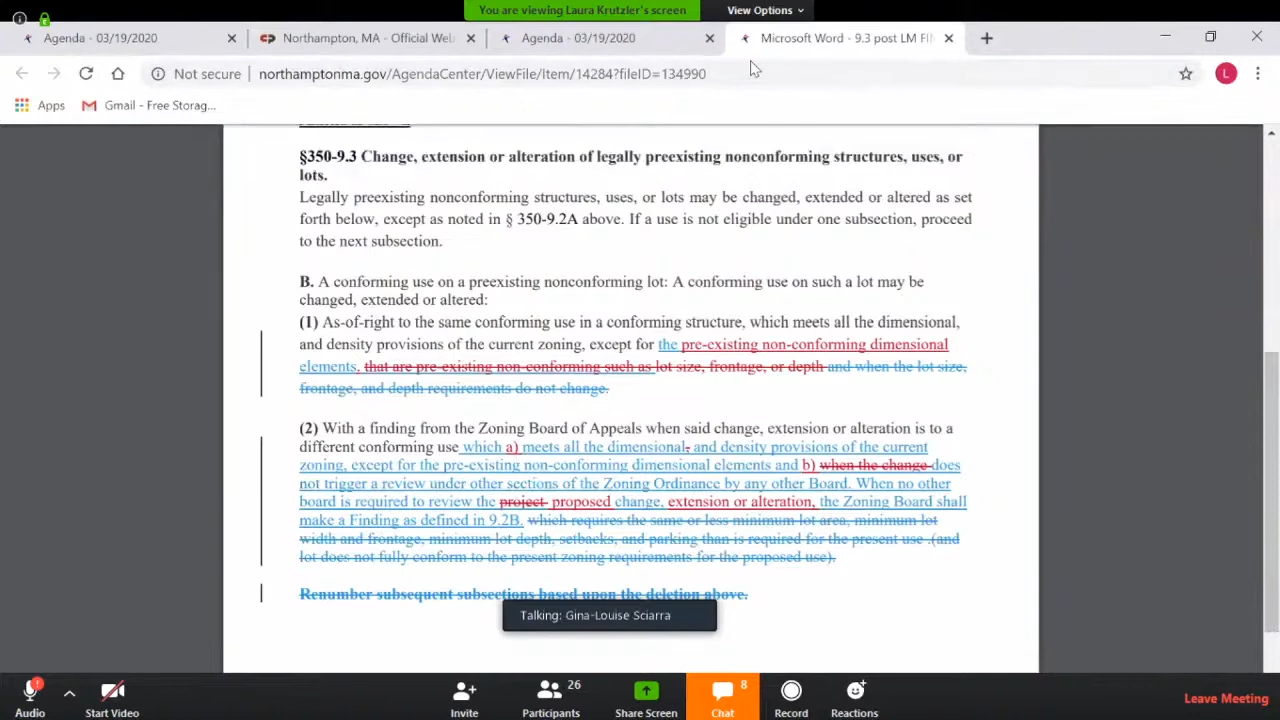 You are viewing Laura Krutzler's screen
View Options
Agenda - 03/19/2020
Northampton, MA - Official Web
Agenda - 03/19/2020
Microsoft Word - 9.3 post LM FI
Not secure
northamptonma.gov/AgendaCenter/ViewFile/Item/14284?fileID=134990
L
Apps
Gmail - Free Storag...
§350-9.3 Change, extension or alteration of legally preexisting nonconforming structures, uses, or
lots.
Legally preexisting nonconforming structures, uses, or lots may be changed, extended or altered as set
forth below, except as noted in § 350-9.2A above. If a use is not eligible under one subsection, proceed
to the next subsection.
B. A conforming use on a preexisting nonconforming lot: A conforming use on such a lot may be
changed, extended or altered:
(1) As-of-right to the same conforming use in a conforming structure, which meets all the dimensional,
and density provisions of the current zoning, except for the pre-existing non-conforming dimensional
elements. that are pre-existing non-conforming such as lot size, frontage, or depth and when the lot size,
frontage, and depth requirements do not change.
(2) With a finding from the Zoning Board of Appeals when said change, extension or alteration is to a
different conforming use which a) meets all the dimensional, and density provisions of the current
zoning, except for the pre-existing non-conforming dimensional elements and b) when the change does
not trigger a review under other sections of the Zoning Ordinance by any other Board. When no other
board is required to review the project proposed change, extension or alteration, the Zoning Board shall
make a Finding as defined in 9.2B. which requires the same or less minimum lot area, minimum lot
width and frontage, minimum lot depth, setbacks, and parking than is required for the present use .(and
lot does not fully conform to the present zoning requirements for the proposed use).
Renumber subsequent subsections based upon the deletion above.
Talking: Gina-Louise Sciarra
Audio
Start Video
Invite
26
Participants
Share Screen
8
Chat
Record
Reactions
Leave Meeting